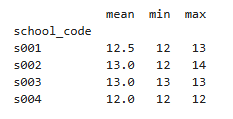 mean min max
school_code
s001 12.5 12 13
s002 13.0 12 14
s003 13.0 13 13
s004 12.0 12 12